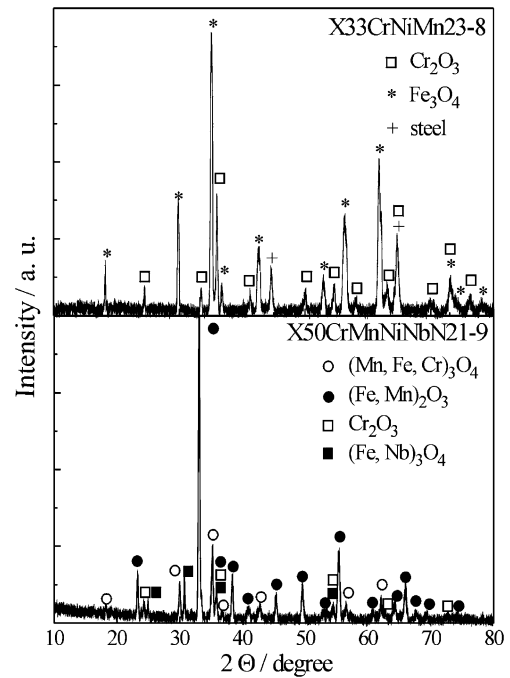 X33CrNiMn23-8
Cr₂O₃
* Fe₃O₄
+ steel
Intensity / a. u.
X50CrMnNiNbN21-9
(Mn, Fe, Cr)₃O₄
(Fe, Mn)₂O₃
Cr₂O₃
(Fe, Nb)₃O₄
10 20 30 40 50 60 70 80
2 Θ / degree